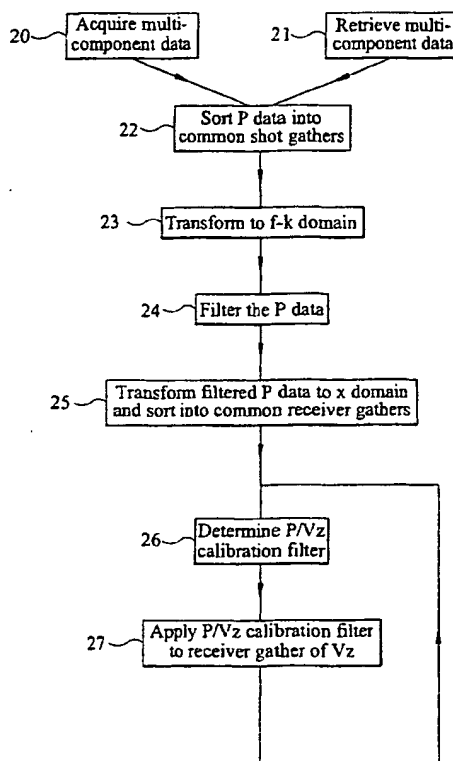 20
Acquire multi-
component data
21
Retrieve multi-
component data
22
Sort P data into
common shot gathers
23
Transform to f-k domain
24
Filter the P data
25
Transform filtered P data to x domain
and sort into common receiver gathers
26
Determine P/Vz
calibration filter
27
Apply P/Vz calibration filter
to receiver gather of Vz